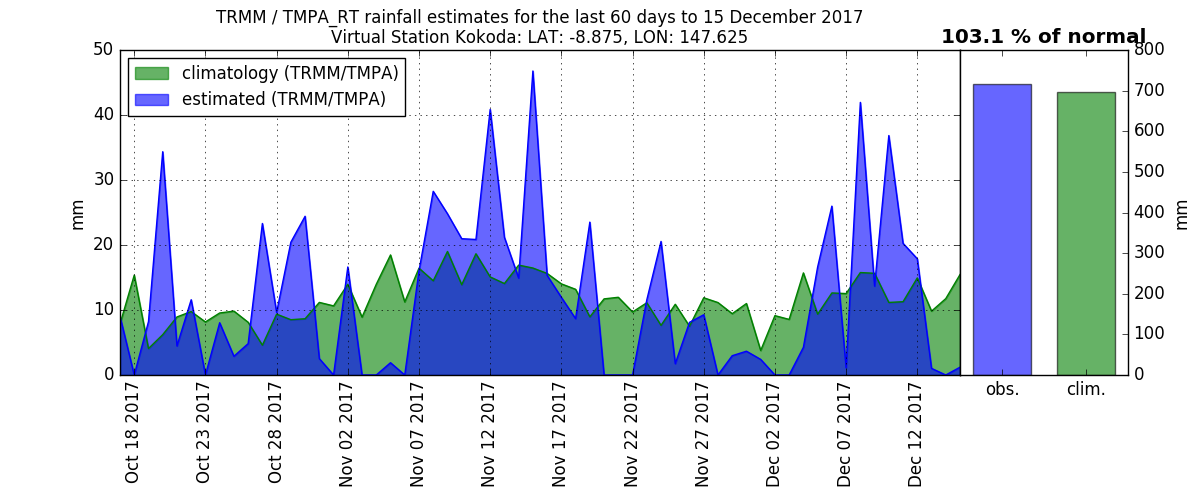 TRMM / TMPA_RT rainfall estimates for the last 60 days to 15 December 2017
Virtual Station Kokoda: LAT: -8.875, LON: 147.625
103.1 % of normal
climatology (TRMM/TMPA)
estimated (TRMM/TMPA)
50
40
30
20
10
0
mm
Oct 18 2017
Oct 23 2017
Oct 28 2017
Nov 02 2017
Nov 07 2017
Nov 12 2017
Nov 17 2017
Nov 22 2017
Nov 27 2017
Dec 02 2017
Dec 07 2017
Dec 12 2017
obs.
clim.
800
700
600
500
400
300
200
100
0
mm